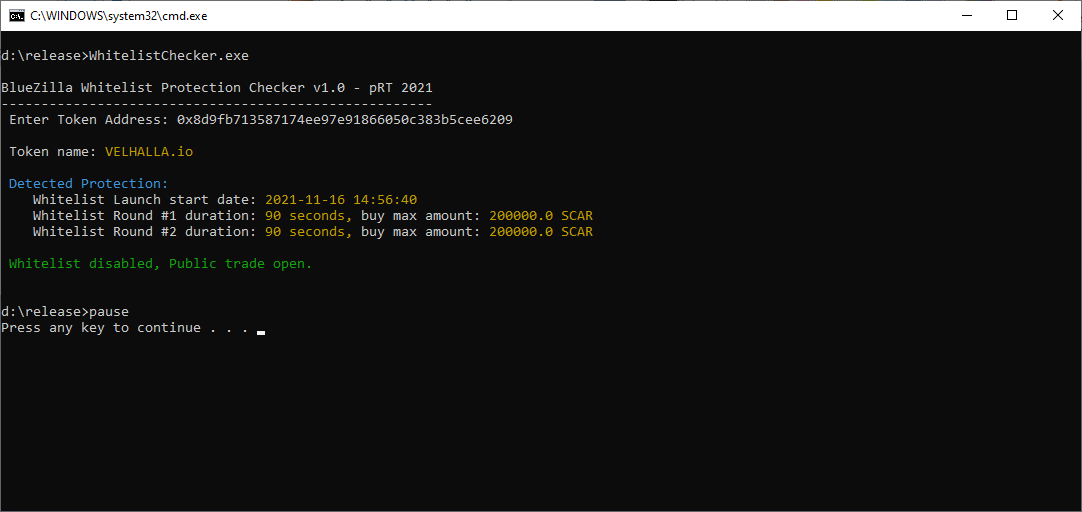 C:\WINDOWS\system32\cmd.exe
d:\release>WhitelistChecker.exe
BlueZilla Whitelist Protection Checker v1.0 - pRT 2021
------------------------------------------------------
Enter Token Address: 0x8d9fb713587174ee97e91866050c383b5cee6209
Token name: VELHALLA.io
Detected Protection:
Whitelist Launch start date: 2021-11-16 14:56:40
Whitelist Round #1 duration: 90 seconds, buy max amount: 200000.0 SCAR
Whitelist Round #2 duration: 90 seconds, buy max amount: 200000.0 SCAR
Whitelist disabled, Public trade open.
d:\release>pause
Press any key to continue . . .